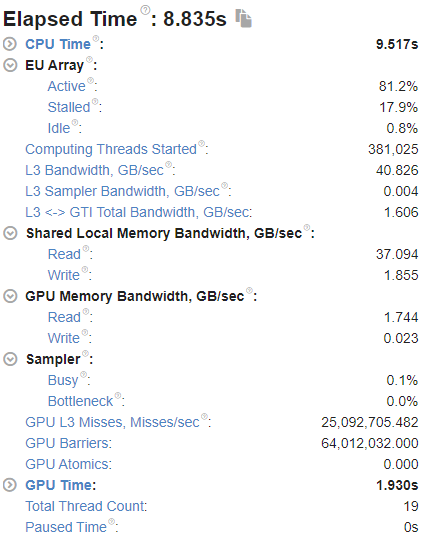 Elapsed Time ?: 8.835s
CPU Time ?: 9.517s
EU Array ?:
Active ?: 81.2%
Stalled ?: 17.9%
Idle ?: 0.8%
Computing Threads Started ?: 381,025
L3 Bandwidth, GB/sec ?: 40.826
L3 Sampler Bandwidth, GB/sec ?: 0.004
L3 <-> GTI Total Bandwidth, GB/sec: 1.606
Shared Local Memory Bandwidth, GB/sec ?:
Read ?: 37.094
Write ?: 1.855
GPU Memory Bandwidth, GB/sec ?:
Read ?: 1.744
Write ?: 0.023
Sampler ?:
Busy ?: 0.1%
Bottleneck ?: 0.0%
GPU L3 Misses, Misses/sec ?: 25,092,705.482
GPU Barriers: 64,012,032.000
GPU Atomics: 0.000
GPU Time: 1.930s
Total Thread Count: 19
Paused Time ?: 0s